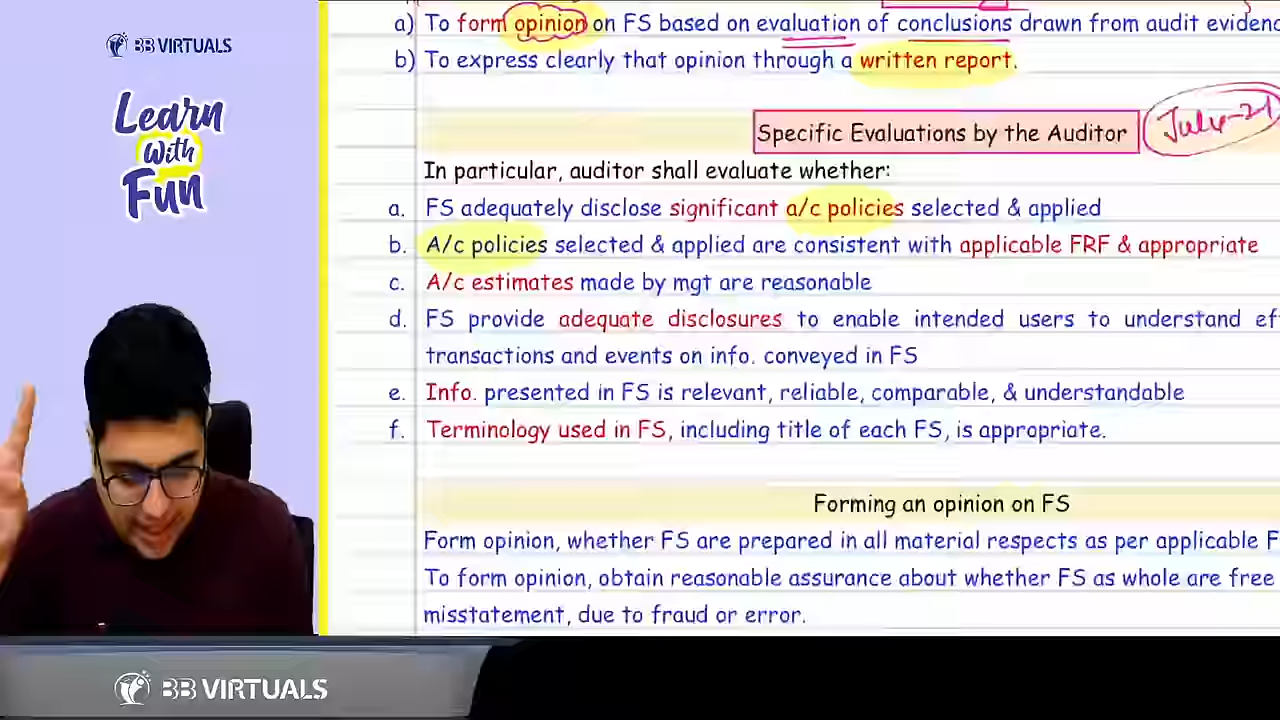 BB VIRTUALS
Learn
With
Fun
a) To form opinion on FS based on evaluation of conclusions drawn from audit evidenc
b) To express clearly that opinion through a written report.
Specific Evaluations by the Auditor July-21
In particular, auditor shall evaluate whether:
a. FS adequately disclose significant a/c policies selected & applied
b. A/c policies selected & applied are consistent with applicable FRF & appropriate
c. A/c estimates made by mgt are reasonable
d. FS provide adequate disclosures to enable intended users to understand ef
transactions and events on info. conveyed in FS
e. Info. presented in FS is relevant, reliable, comparable, & understandable
f. Terminology used in FS, including title of each FS, is appropriate.
Forming an opinion on FS
Form opinion, whether FS are prepared in all material respects as per applicable F
To form opinion, obtain reasonable assurance about whether FS as whole are free
misstatement, due to fraud or error.
BB VIRTUALS